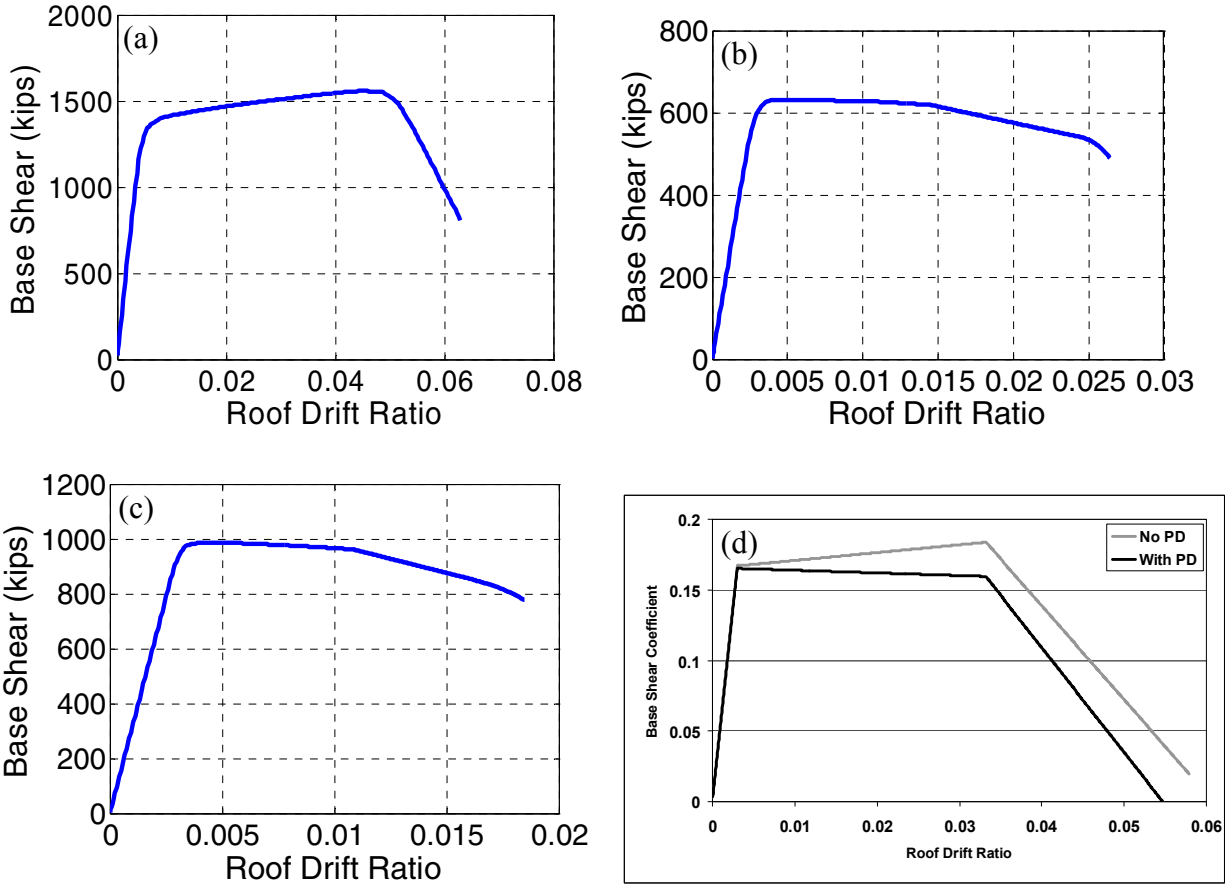 (a)
2000
1500
1000
500
0
Base Shear (kips)
0 0.02 0.04 0.06 0.08
Roof Drift Ratio
(b)
800
600
400
200
0
Base Shear (kips)
0 0.005 0.01 0.015 0.02 0.025 0.03
Roof Drift Ratio
(c)
1200
1000
800
600
400
200
0
Base Shear (kips)
0 0.005 0.01 0.015 0.02
Roof Drift Ratio
(d)
No PD
With PD
0.2
0.15
0.1
0.05
0
Base Shear Coefficient
0 0.01 0.02 0.03 0.04 0.05 0.06
Roof Drift Ratio